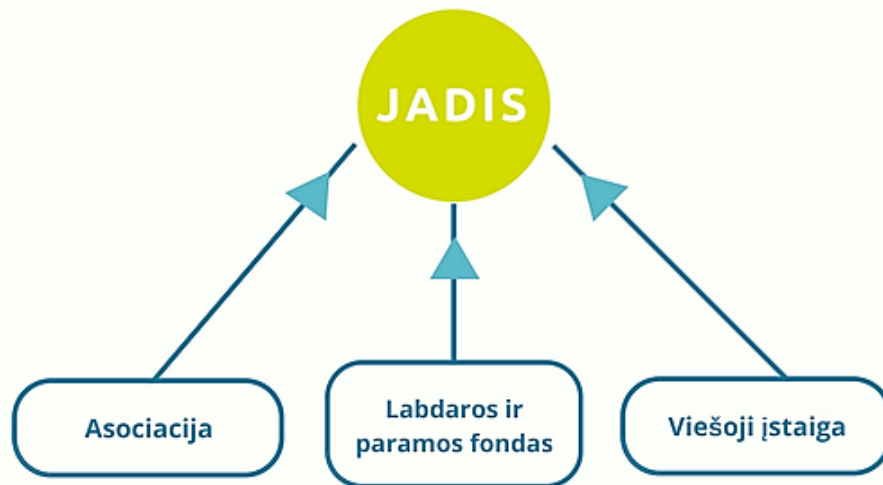 JADIS
Asociacija
Labdaros ir
paramos fondas
Viešoji įstaiga